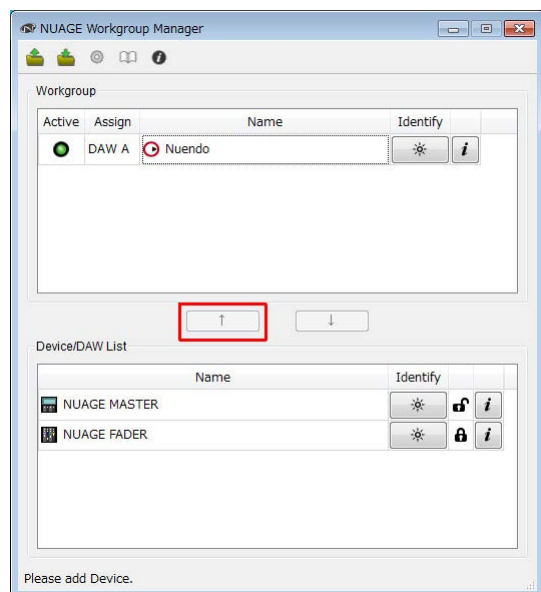 NUAGE Workgroup Manager
Workgroup
Active Assign Name Identify
DAW A Nuendo i
↑ ↓
Device/DAW List
Name Identify
NUAGE MASTER i
NUAGE FADER i
Please add Device.